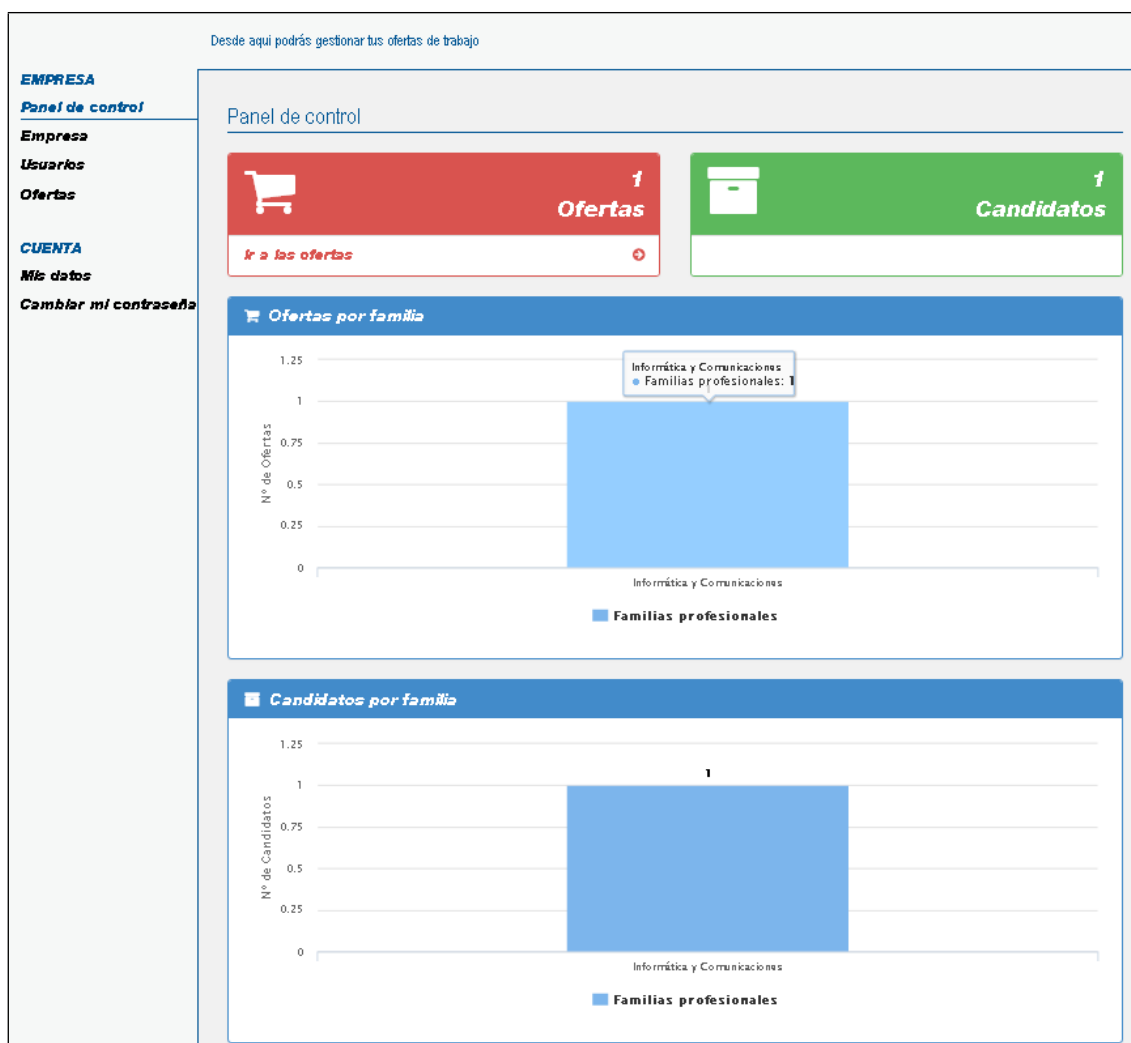 Desde aqui podrás gestionar tus ofertas de trabajo
EMPRESA
Panel de control
Empresa
Usuarios
Ofertas
CUENTA
Mis datos
Cambiar mi contraseña
Panel de control
1
Ofertas
Ir a las ofertas
1
Candidatos
Ofertas por familia
1.25
1
0.75
0.5
0.25
0
Nº de Ofertas
Informática y Comunicaciones
Familias profesionales: 1
Informática y Comunicaciones
Familias profesionales
Candidatos por familia
1.25
1
0.75
0.5
0.25
0
Nº de Candidatos
1
Informática y Comunicaciones
Familias profesionales